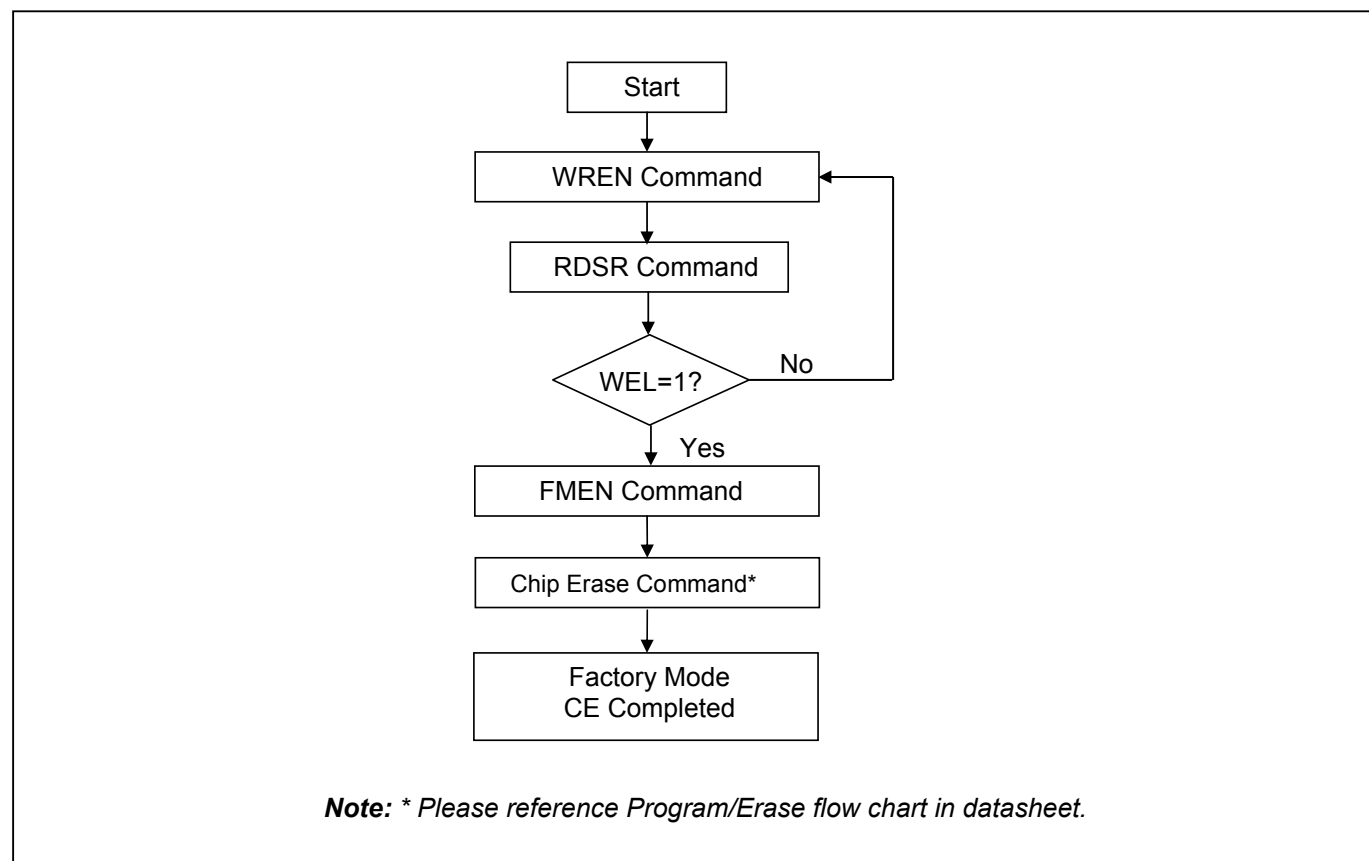 Start
WREN Command
RDSR Command
WEL=1?
No
Yes
FMEN Command
Chip Erase Command*
Factory Mode
CE Completed
Note: * Please reference Program/Erase flow chart in datasheet.